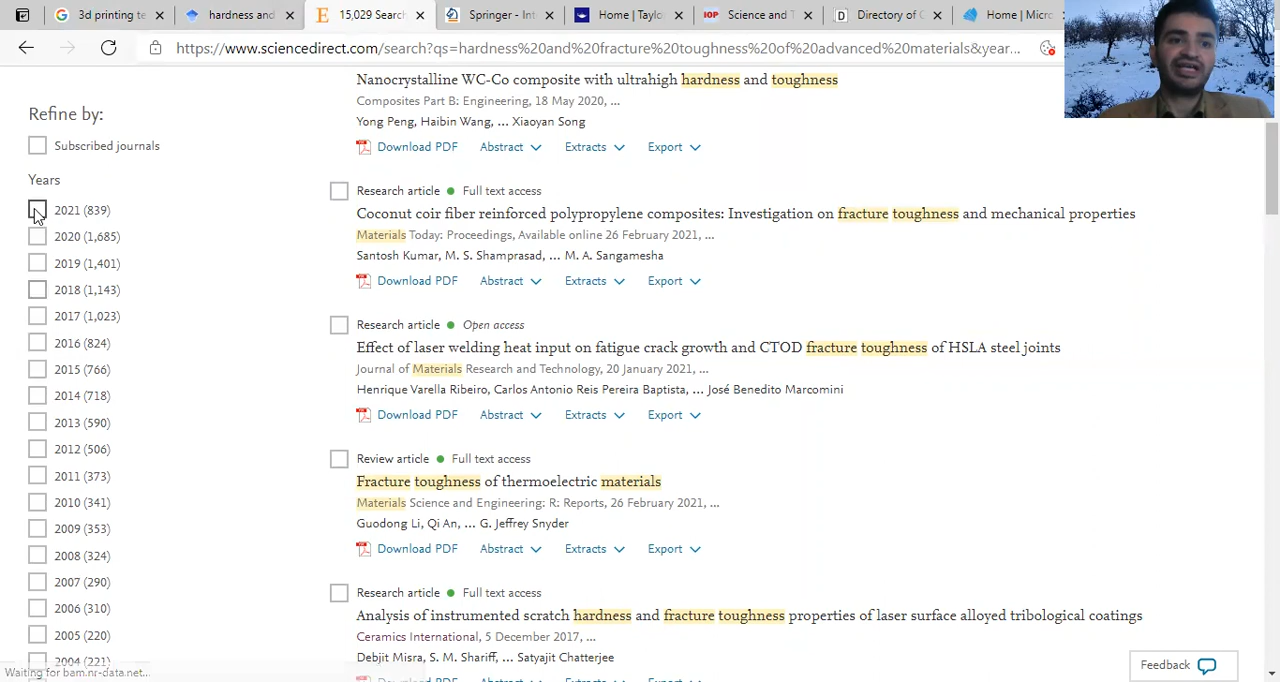 3d printing te
hardness and
15,029 Search
Springer - Int
Home | Taylo
IOP Science and T
Directory of O
Home | Micro
https://www.sciencedirect.com/search?qs=hardness%20and%20fracture%20toughness%20of%20advanced%20materials&year...
Nanocrystalline WC-Co composite with ultrahigh hardness and toughness
Composites Part B: Engineering, 18 May 2020, ...
Yong Peng, Haibin Wang, ... Xiaoyan Song
Download PDF Abstract Extracts Export
Refine by:
Subscribed journals
Years
2021 (839)
2020 (1,685)
2019 (1,401)
2018 (1,143)
2017 (1,023)
2016 (824)
2015 (766)
2014 (718)
2013 (590)
2012 (506)
2011 (373)
2010 (341)
2009 (353)
2008 (324)
2007 (290)
2006 (310)
2005 (220)
2004 (221)
Research article Full text access
Coconut coir fiber reinforced polypropylene composites: Investigation on fracture toughness and mechanical properties
Materials Today: Proceedings, Available online 26 February 2021, ...
Santosh Kumar, M. S. Shamprasad, ... M. A. Sangamesha
Download PDF Abstract Extracts Export
Research article Open access
Effect of laser welding heat input on fatigue crack growth and CTOD fracture toughness of HSLA steel joints
Journal of Materials Research and Technology, 20 January 2021, ...
Henrique Varella Ribeiro, Carlos Antonio Reis Pereira Baptista, ... José Benedito Marcomini
Download PDF Abstract Extracts Export
Review article Full text access
Fracture toughness of thermoelectric materials
Materials Science and Engineering: R: Reports, 26 February 2021, ...
Guodong Li, Qi An, ... G. Jeffrey Snyder
Download PDF Abstract Extracts Export
Research article Full text access
Analysis of instrumented scratch hardness and fracture toughness properties of laser surface alloyed tribological coatings
Ceramics International, 5 December 2017, ...
Debjit Misra, S. M. Shariff, ... Satyajit Chatterjee
Download PDF Abstract Extracts Export
Feedback
Waiting for bam.nr-data.net...